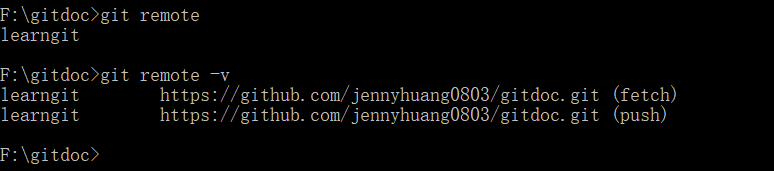 F:\gitdoc>git remote
learngit
F:\gitdoc>git remote -v
learngit        https://github.com/jennyhuang0803/gitdoc.git (fetch)
learngit        https://github.com/jennyhuang0803/gitdoc.git (push)
F:\gitdoc>